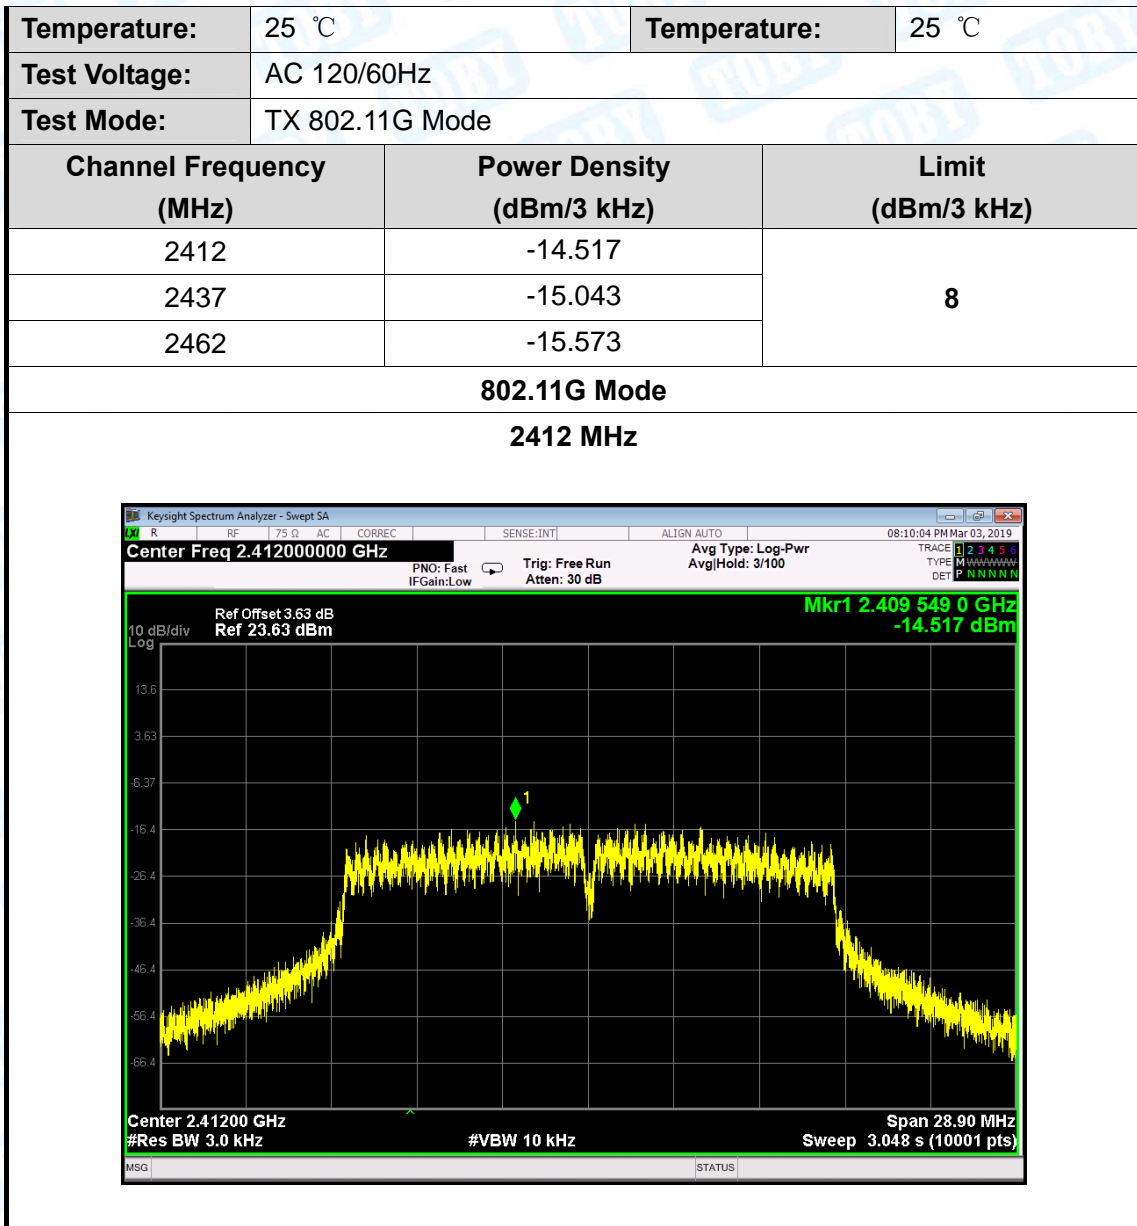 Temperature: 25 ℃ Temperature: 25 ℃
Test Voltage: AC 120/60Hz
Test Mode: TX 802.11G Mode
Channel Frequency (MHz) Power Density (dBm/3 kHz) Limit (dBm/3 kHz)
2412 -14.517
2437 -15.043 8
2462 -15.573
802.11G Mode
2412 MHz
Keysight Spectrum Analyzer - Swept SA
LXI R RF 75 Ω AC CORREC SENSE:INT ALIGN AUTO 08:10:04 PM Mar 03, 2019
Center Freq 2.412000000 GHz
PNO: Fast
IFGain:Low
Trig: Free Run
Atten: 30 dB
Avg Type: Log-Pwr
Avg|Hold: 3/100
TRACE 1 2 3 4 5 6
TYPE M WWWWW
DET P N N N N N
Mkr1 2.409 549 0 GHz
-14.517 dBm
Ref Offset 3.63 dB
10 dB/div Ref 23.63 dBm
Log
13.6
3.63
-6.37
1
-16.4
-26.4
-36.4
-46.4
-56.4
-66.4
Center 2.41200 GHz Span 28.90 MHz
#Res BW 3.0 kHz #VBW 10 kHz Sweep 3.048 s (10001 pts)
MSG STATUS
TOBY